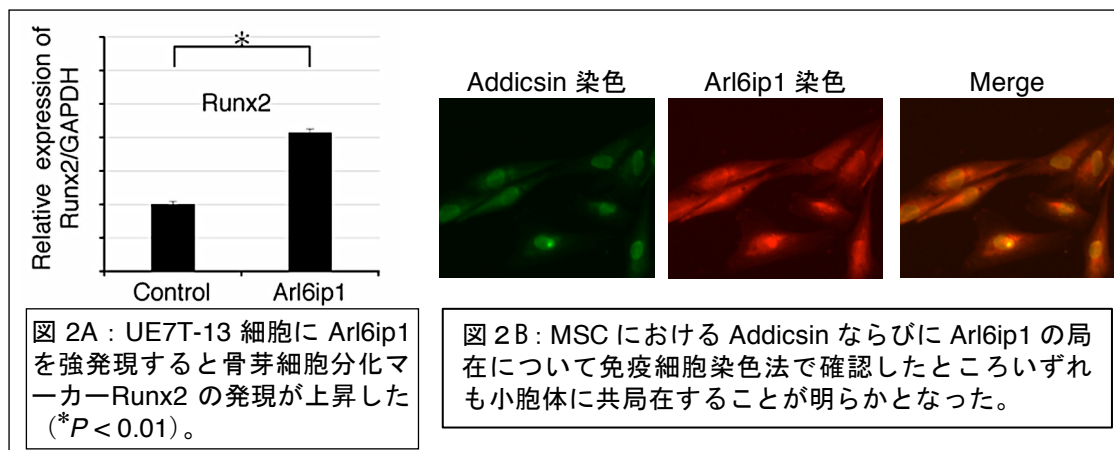 Relative expression of
Runx2/GAPDH
*
Runx2
Control Arl6ip1
図 2A : UE7T-13 細胞に Arl6ip1
を強発現すると骨芽細胞分化マ
ーカーRunx2 の発現が上昇した
(*P < 0.01)。
Addicsin 染色 Arl6ip1 染色 Merge
図 2B : MSC における Addicsin ならびに Arl6ip1 の局
在について免疫細胞染色法で確認したところいずれ
も小胞体に共局在することが明らかとなった。